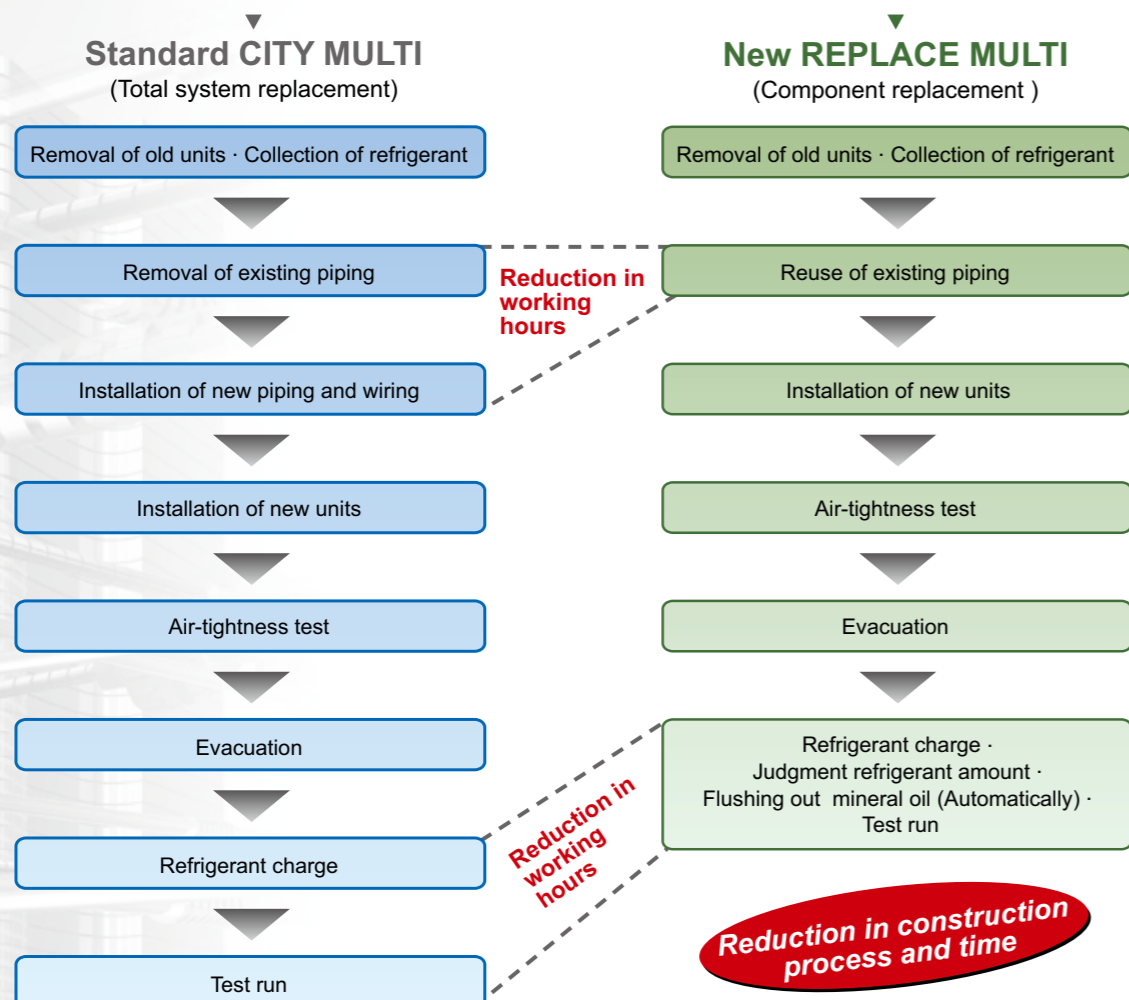 Standard CITY MULTI
(Total system replacement)
Removal of old units · Collection of refrigerant
Removal of existing piping
Installation of new piping and wiring
Installation of new units
Air-tightness test
Evacuation
Refrigerant charge
Test run
Reduction in
working
hours
Reduction in
working
hours
New REPLACE MULTI
(Component replacement )
Removal of old units · Collection of refrigerant
Reuse of existing piping
Installation of new units
Air-tightness test
Evacuation
Refrigerant charge ·
Judgment refrigerant amount ·
Flushing out mineral oil (Automatically) ·
Test run
Reduction in construction
process and time